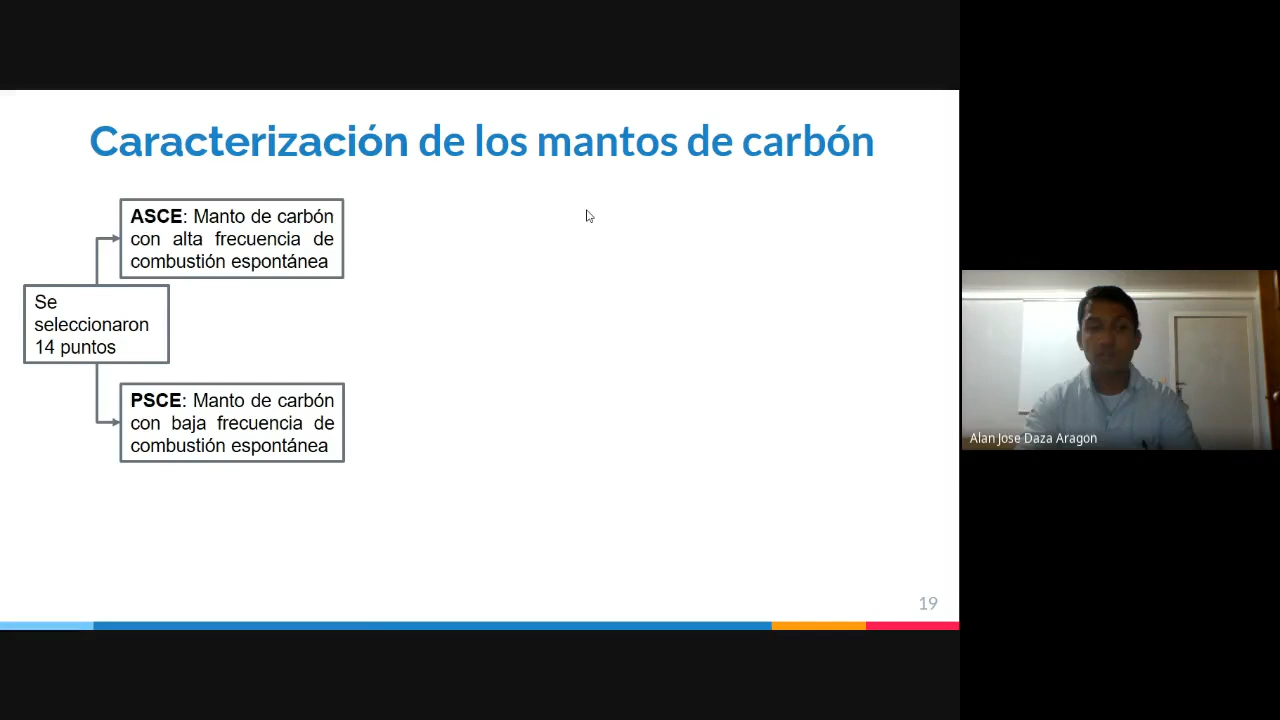 Caracterización de los mantos de carbón
ASCE: Manto de carbón
con alta frecuencia de
combustión espontánea
Se
seleccionaron
14 puntos
PSCE: Manto de carbón
con baja frecuencia de
combustión espontánea
19
Alan Jose Daza Aragon